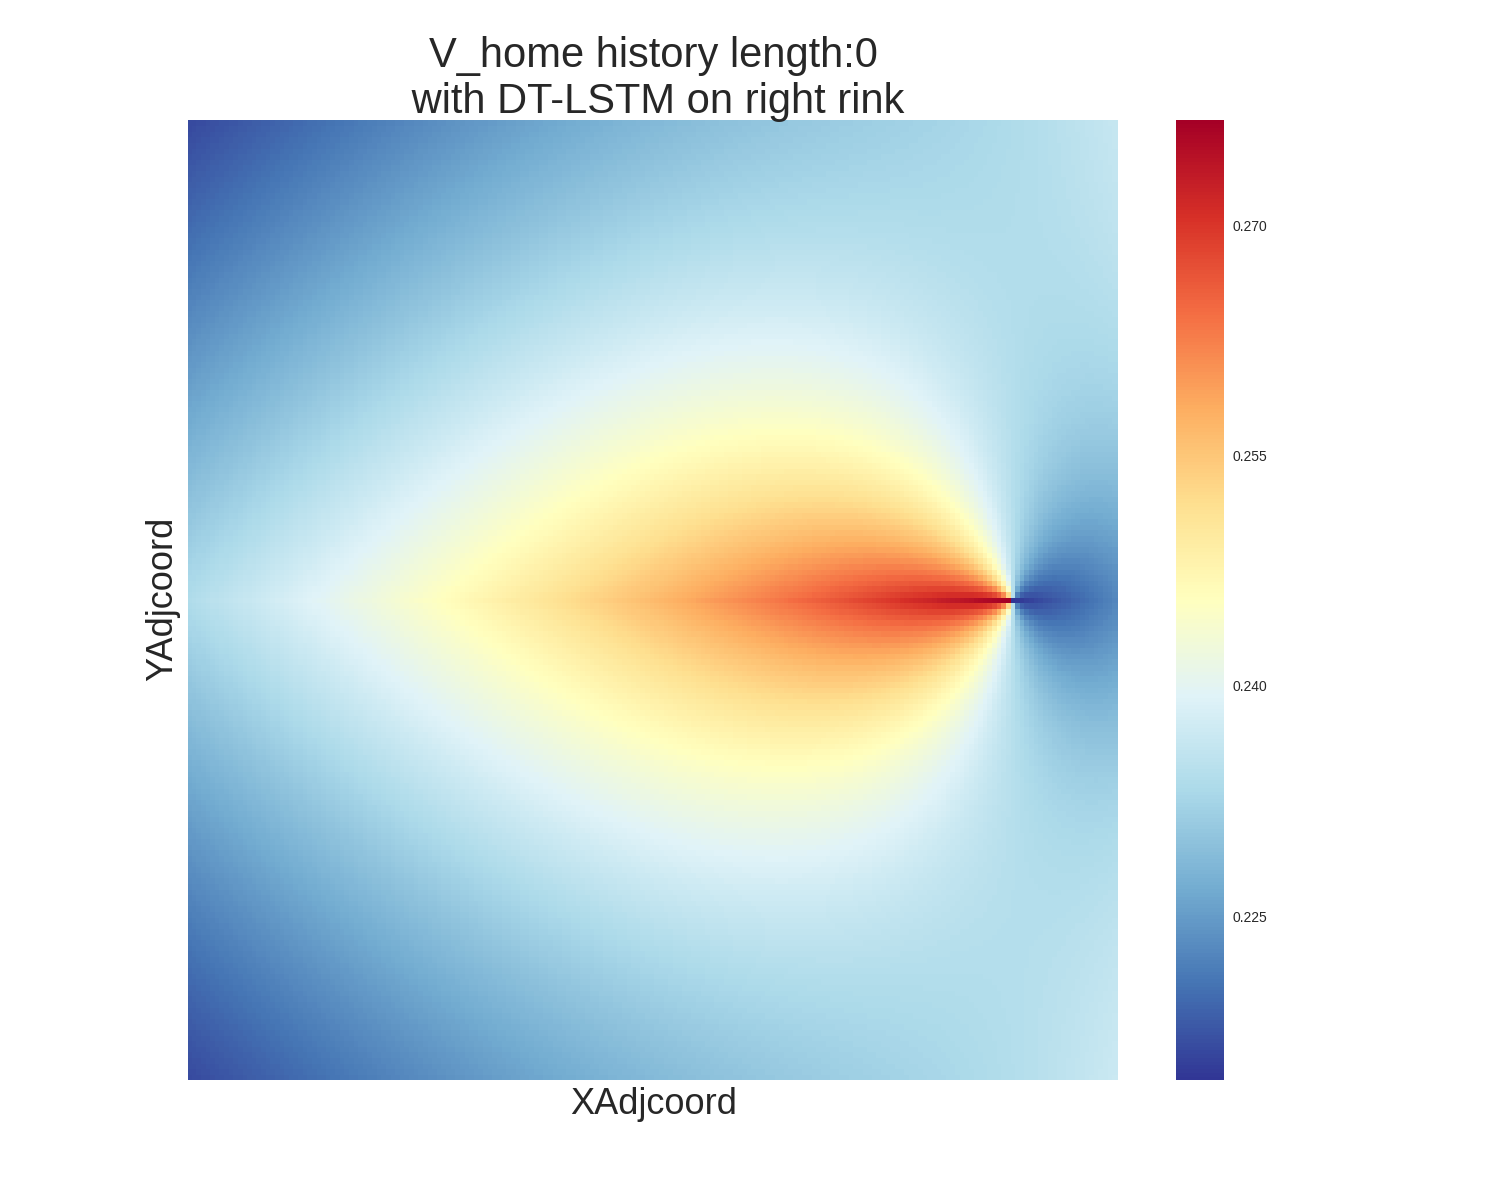 V_home history length:0
with DT-LSTM on right rink
YAdjcoord
XAdjcoord
0.270
0.255
0.240
0.225